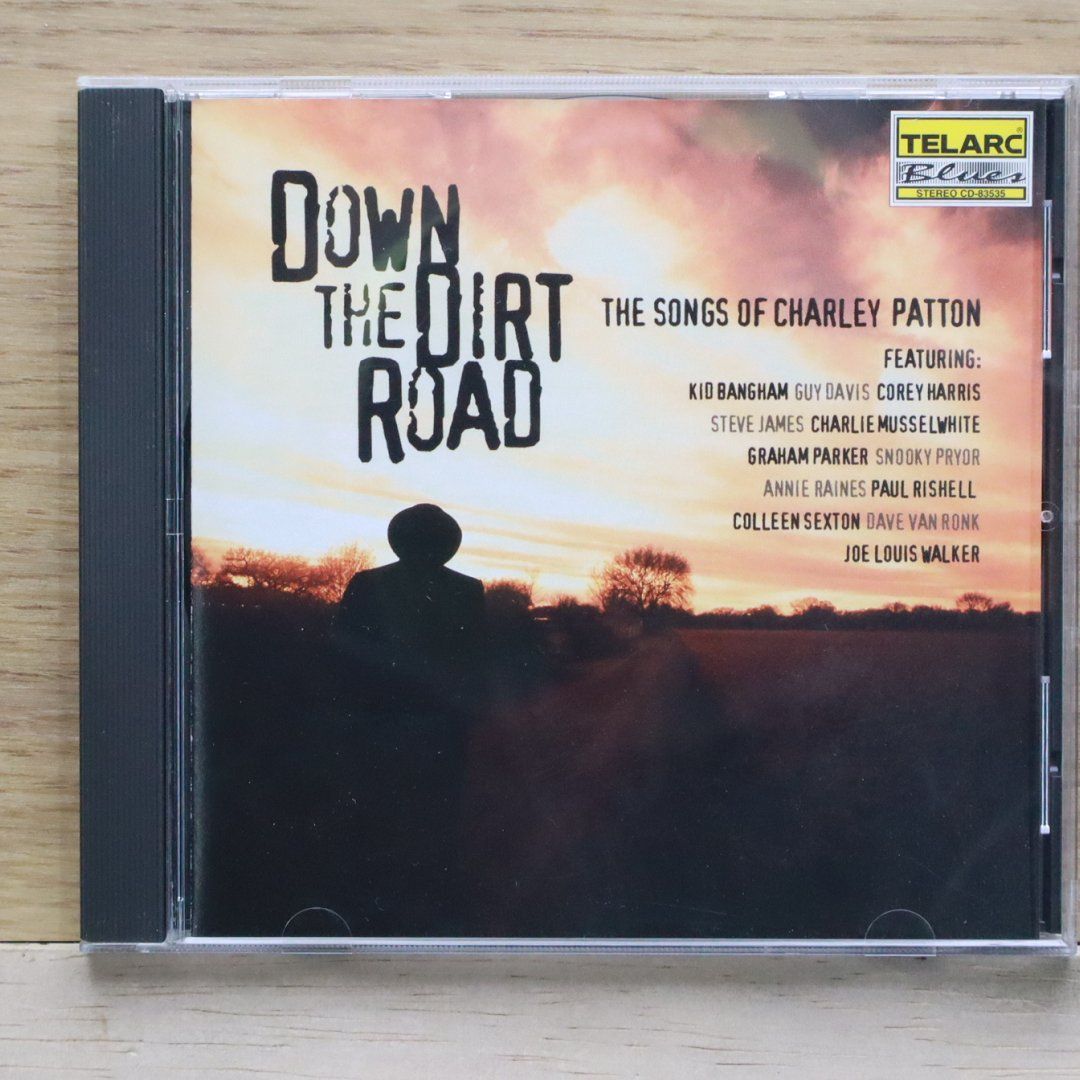 TELARC®
Blues
STEREO CD-83535
DOWN
THE DIRT
ROAD
THE SONGS OF CHARLEY PATTON
FEATURING:
KID BANGHAM GUY DAVIS COREY HARRIS
STEVE JAMES CHARLIE MUSSELWHITE
GRAHAM PARKER SNOOKY PRYOR
ANNIE RAINES PAUL RISHELL
COLLEEN SEXTON DAVE VAN RONK
JOE LOUIS WALKER